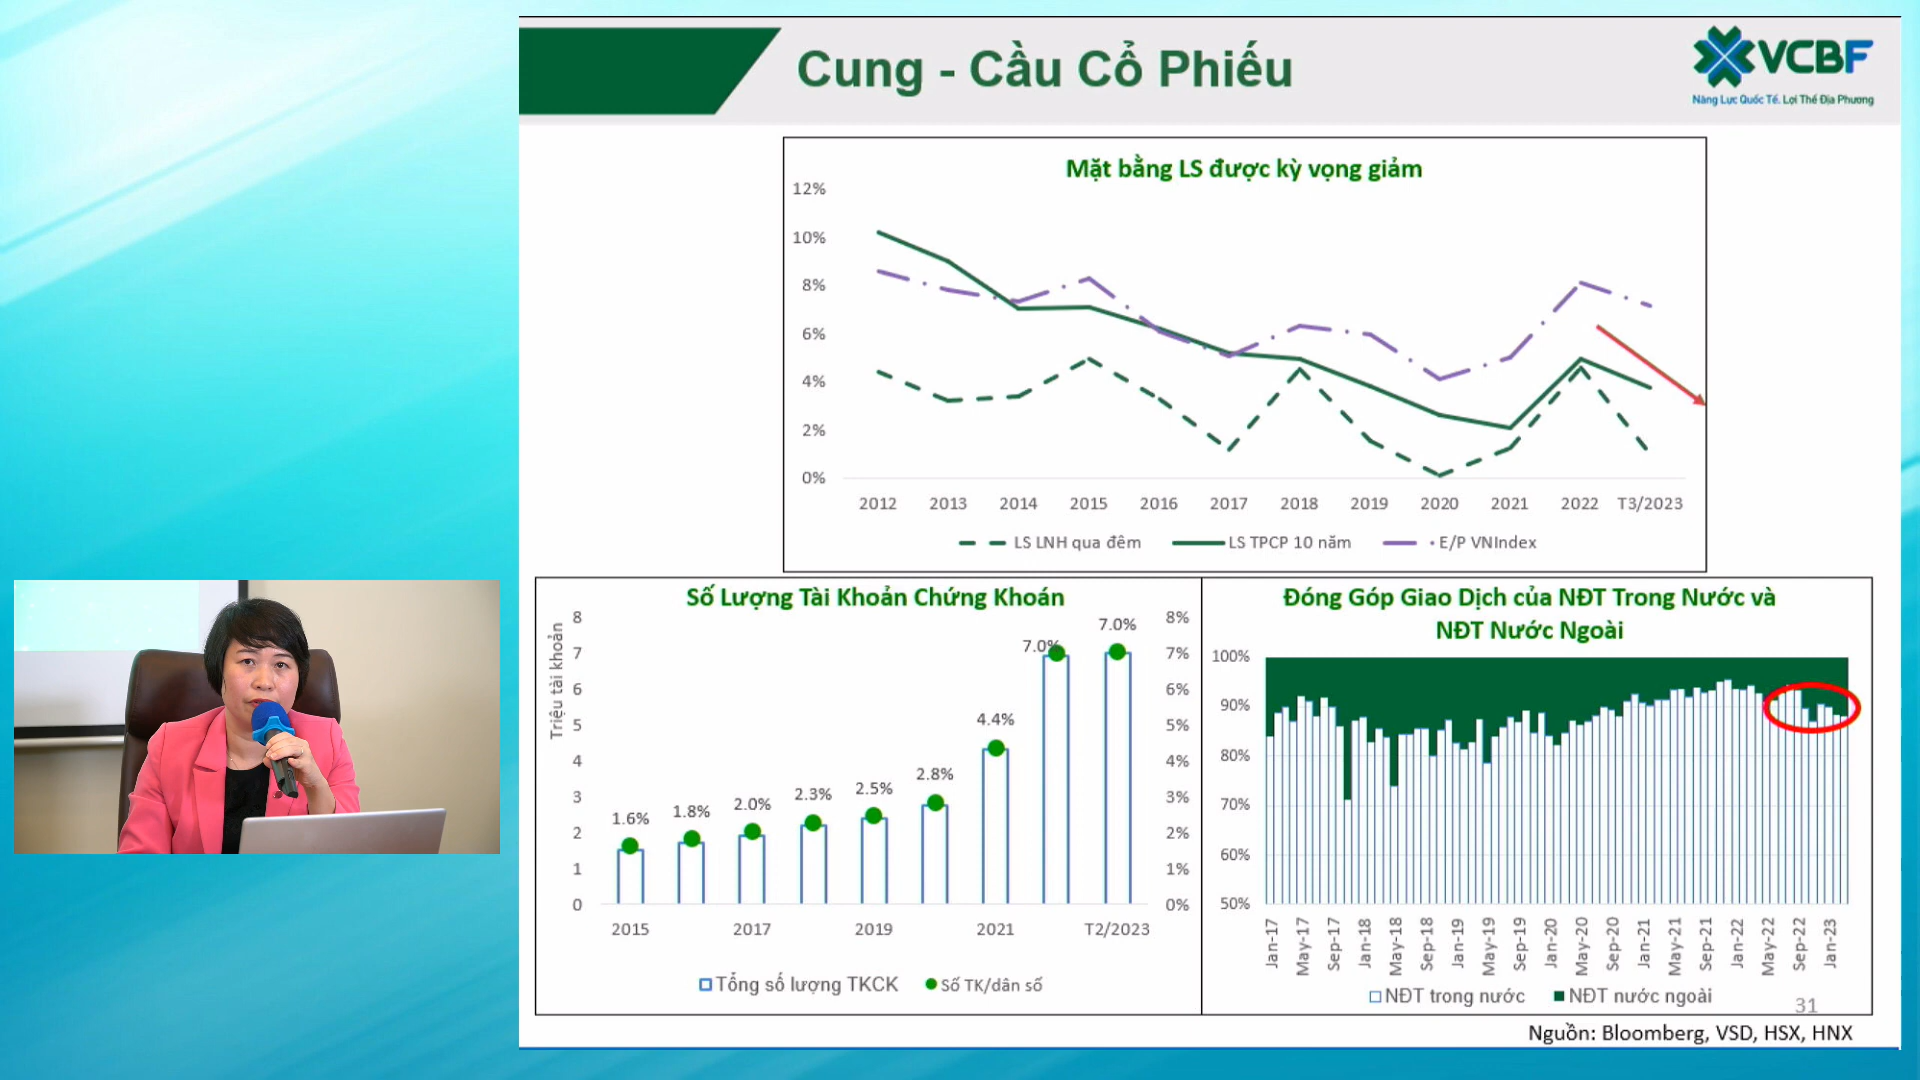 Cung - Cầu Cổ Phiếu
VCBF
Năng Lực Quốc Tế. Lợi Thế Địa Phương
Mặt bằng LS được kỳ vọng giảm
12%
10%
8%
6%
4%
2%
0%
2012 2013 2014 2015 2016 2017 2018 2019 2020 2021 2022 T3/2023
LS LNH qua đêm LS TPCP 10 năm E/P VNIndex
Số Lượng Tài Khoản Chứng Khoán
Triệu tài khoản
8
7
6
5
4
3
2
1
0
1.6% 1.8% 2.0% 2.3% 2.5% 2.8% 4.4% 7.0% 7.0%
8%
7%
6%
5%
4%
3%
2%
1%
0%
2015 2017 2019 2021 T2/2023
Tổng số lượng TKCK Số TK/dân số
Đóng Góp Giao Dịch của NĐT Trong Nước và
NĐT Nước Ngoài
100%
90%
80%
70%
60%
50%
Jan-17 May-17 Sep-17 Jan-18 May-18 Sep-18 Jan-19 May-19 Sep-19 Jan-20 May-20 Sep-20 Jan-21 May-21 Sep-21 Jan-22 May-22 Sep-22 Jan-23
NĐT trong nước NĐT nước ngoài
31
Nguồn: Bloomberg, VSD, HSX, HNX